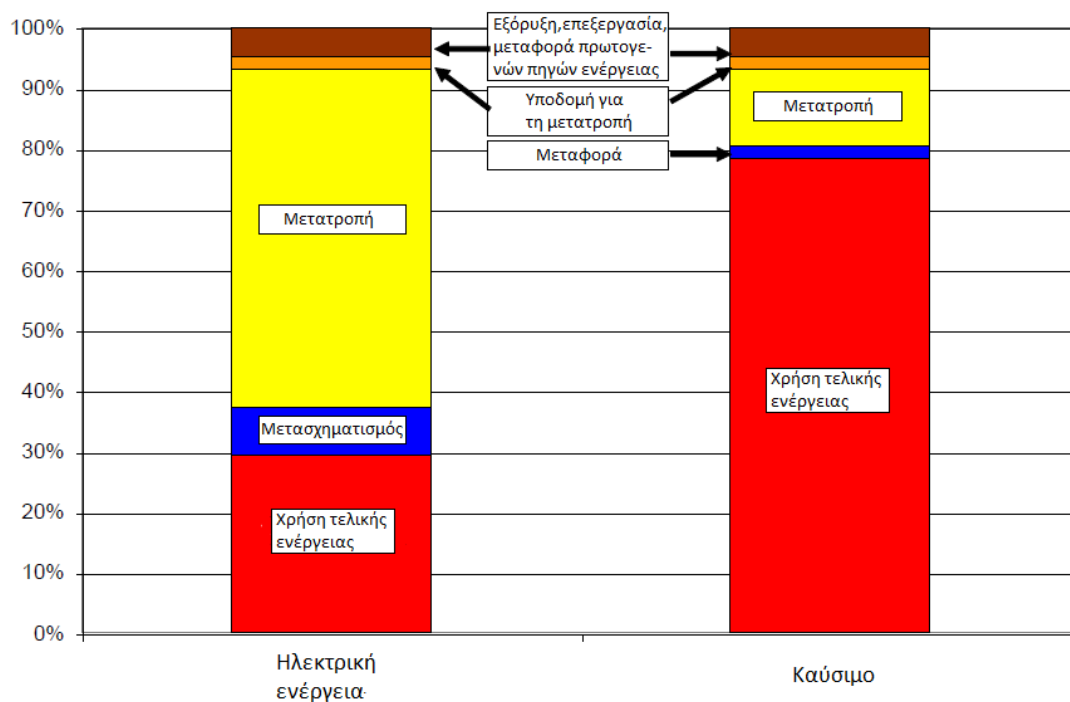 100%
90%
80%
70%
60%
50%
40%
30%
20%
10%
0%
Εξόρυξη,επεξεργασία,
μεταφορά πρωτογε-
νών πηγών ενέργειας
Υποδομή για
τη μετατροπή
Μεταφορά
Μετατροπή
Μετασχηματισμός
Χρήση τελικής
ενέργειας
Μετατροπή
Χρήση τελικής
ενέργειας
Ηλεκτρική
ενέργεια
Καύσιμο